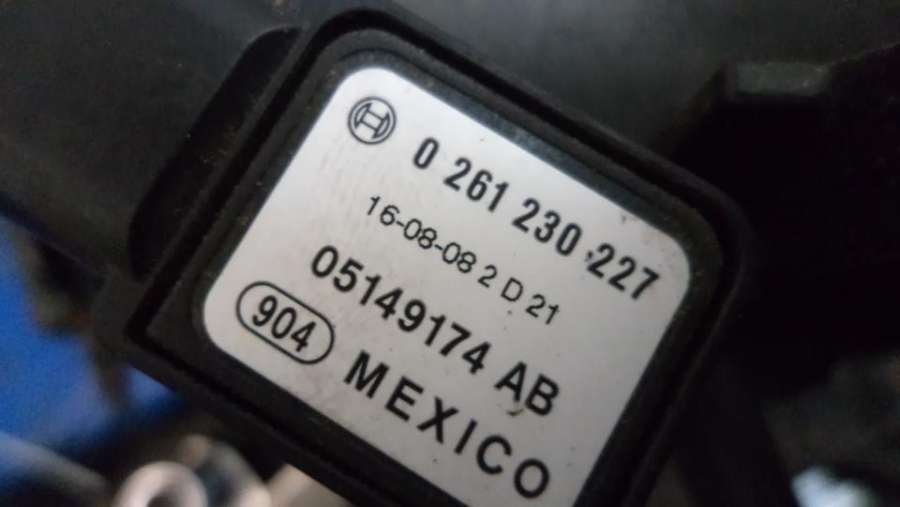 0 261 230 227
16-08-08 2 D 21
05149174 AB
904 MEXICO